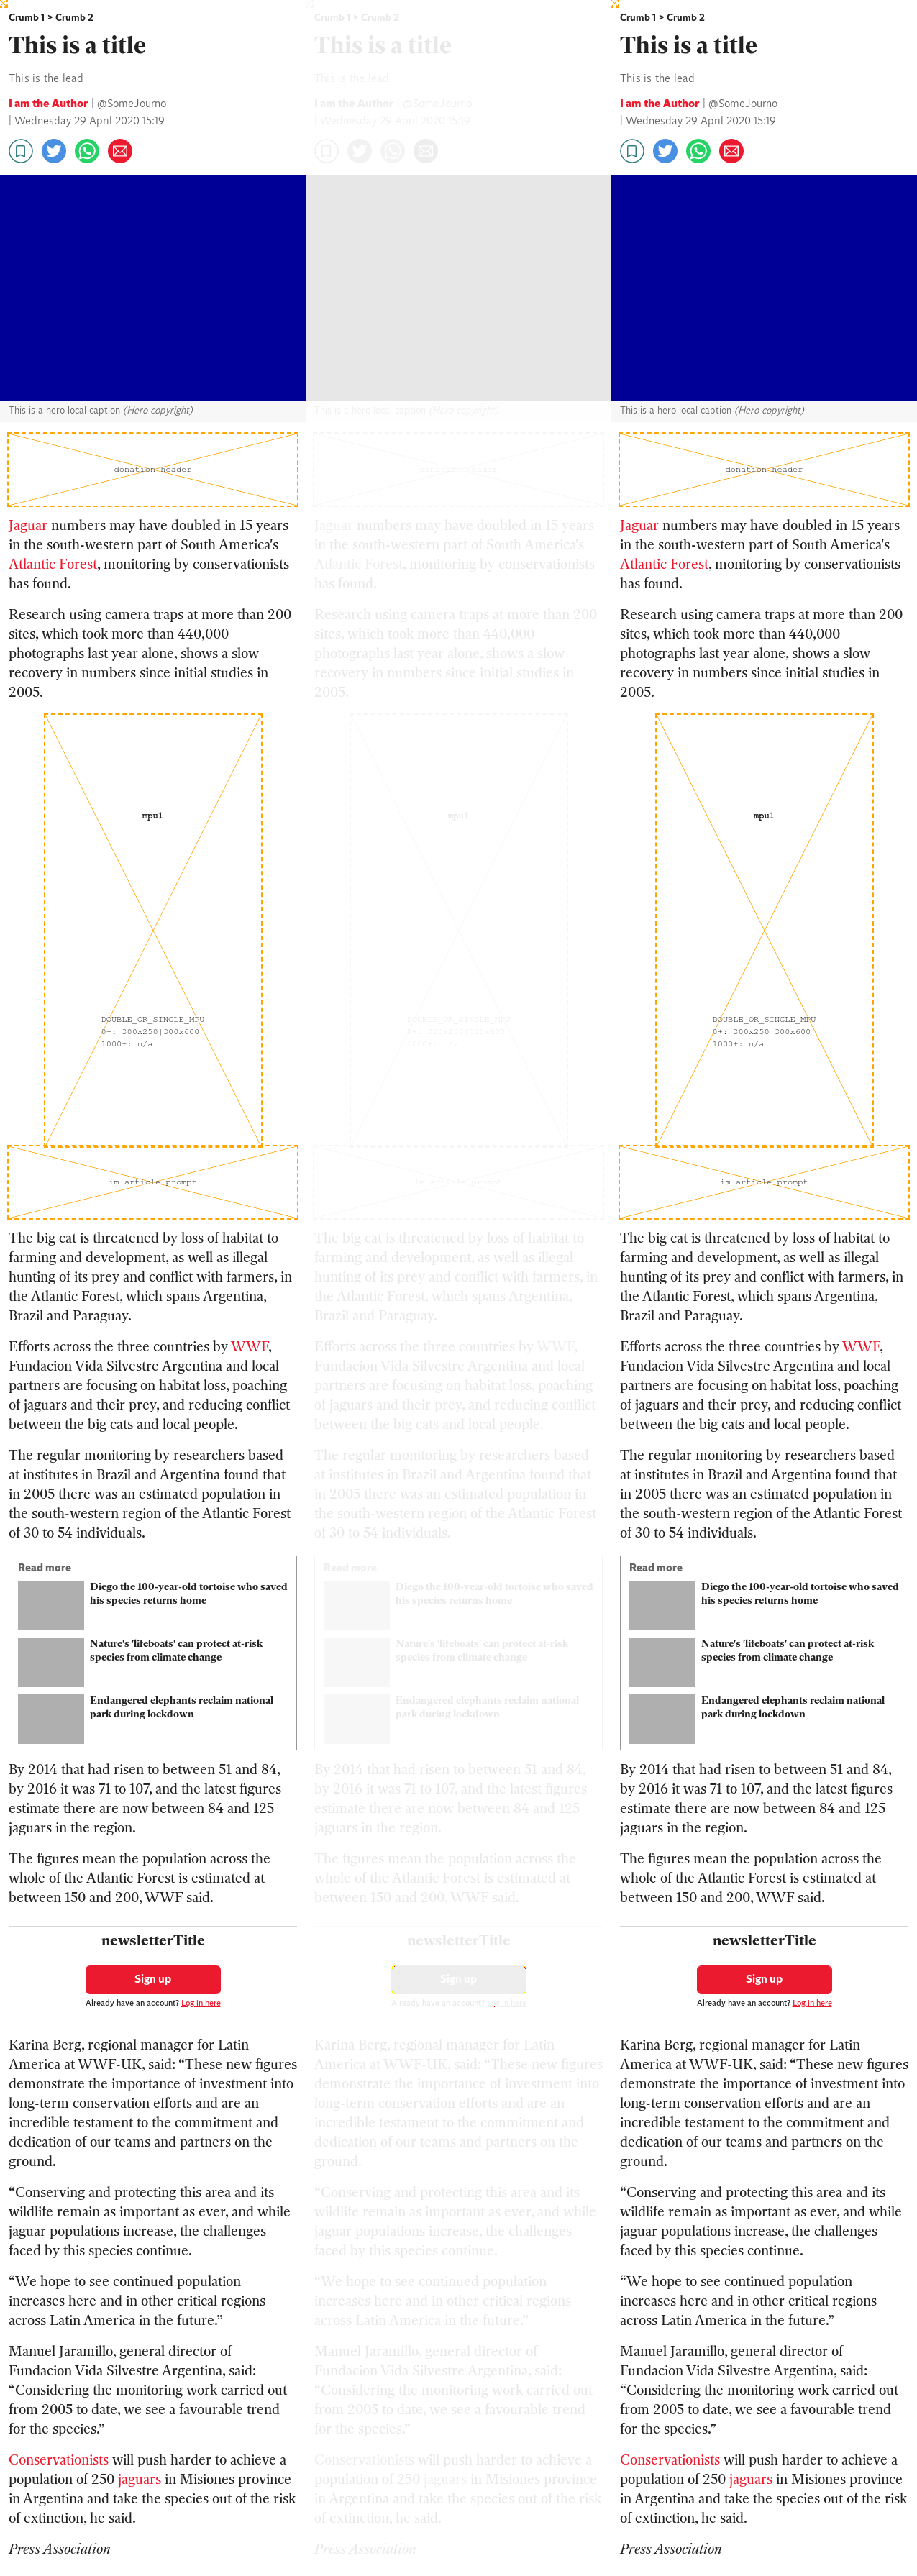 Crumb 1 > Crumb 2
This is a title
This is the lead
I am the Author | @SomeJourno
| Wednesday 29 April 2020 15:19
This is a hero local caption (Hero copyright)
donation header
Jaguar numbers may have doubled in 15 years
in the south-western part of South America's
Atlantic Forest, monitoring by conservationists
has found.
Research using camera traps at more than 200
sites, which took more than 440,000
photographs last year alone, shows a slow
recovery in numbers since initial studies in
2005.
mpu1
DOUBLE_OR_SINGLE_MPU
0+: 300x250|300x600
1000+: n/a
im article prompt
The big cat is threatened by loss of habitat to
farming and development, as well as illegal
hunting of its prey and conflict with farmers, in
the Atlantic Forest, which spans Argentina,
Brazil and Paraguay.
Efforts across the three countries by WWF,
Fundacion Vida Silvestre Argentina and local
partners are focusing on habitat loss, poaching
of jaguars and their prey, and reducing conflict
between the big cats and local people.
The regular monitoring by researchers based
at institutes in Brazil and Argentina found that
in 2005 there was an estimated population in
the south-western region of the Atlantic Forest
of 30 to 54 individuals.
Read more
Diego the 100-year-old tortoise who saved
his species returns home
Nature's 'lifeboats' can protect at-risk
species from climate change
Endangered elephants reclaim national
park during lockdown
By 2014 that had risen to between 51 and 84,
by 2016 it was 71 to 107, and the latest figures
estimate there are now between 84 and 125
jaguars in the region.
The figures mean the population across the
whole of the Atlantic Forest is estimated at
between 150 and 200, WWF said.
newsletterTitle
Sign up
Already have an account? Log in here
Karina Berg, regional manager for Latin
America at WWF-UK, said: “These new figures
demonstrate the importance of investment into
long-term conservation efforts and are an
incredible testament to the commitment and
dedication of our teams and partners on the
ground.
“Conserving and protecting this area and its
wildlife remain as important as ever, and while
jaguar populations increase, the challenges
faced by this species continue.
“We hope to see continued population
increases here and in other critical regions
across Latin America in the future.”
Manuel Jaramillo, general director of
Fundacion Vida Silvestre Argentina, said:
“Considering the monitoring work carried out
from 2005 to date, we see a favourable trend
for the species.”
Conservationists will push harder to achieve a
population of 250 jaguars in Misiones province
in Argentina and take the species out of the risk
of extinction, he said.
Press Association
Crumb 1 > Crumb 2
This is a title
This is the lead
I am the Author | @SomeJourno
| Wednesday 29 April 2020 15:19
This is a hero local caption (Hero copyright)
donation header
Jaguar numbers may have doubled in 15 years
in the south-western part of South America's
Atlantic Forest, monitoring by conservationists
has found.
Research using camera traps at more than 200
sites, which took more than 440,000
photographs last year alone, shows a slow
recovery in numbers since initial studies in
2005.
mpu1
DOUBLE_OR_SINGLE_MPU
0+: 300x250|300x600
1000+: n/a
im article prompt
The big cat is threatened by loss of habitat to
farming and development, as well as illegal
hunting of its prey and conflict with farmers, in
the Atlantic Forest, which spans Argentina,
Brazil and Paraguay.
Efforts across the three countries by WWF,
Fundacion Vida Silvestre Argentina and local
partners are focusing on habitat loss, poaching
of jaguars and their prey, and reducing conflict
between the big cats and local people.
The regular monitoring by researchers based
at institutes in Brazil and Argentina found that
in 2005 there was an estimated population in
the south-western region of the Atlantic Forest
of 30 to 54 individuals.
Read more
Diego the 100-year-old tortoise who saved
his species returns home
Nature's 'lifeboats' can protect at-risk
species from climate change
Endangered elephants reclaim national
park during lockdown
By 2014 that had risen to between 51 and 84,
by 2016 it was 71 to 107, and the latest figures
estimate there are now between 84 and 125
jaguars in the region.
The figures mean the population across the
whole of the Atlantic Forest is estimated at
between 150 and 200, WWF said.
newsletterTitle
Sign up
Already have an account? Log in here
Karina Berg, regional manager for Latin
America at WWF-UK, said: “These new figures
demonstrate the importance of investment into
long-term conservation efforts and are an
incredible testament to the commitment and
dedication of our teams and partners on the
ground.
“Conserving and protecting this area and its
wildlife remain as important as ever, and while
jaguar populations increase, the challenges
faced by this species continue.
“We hope to see continued population
increases here and in other critical regions
across Latin America in the future.”
Manuel Jaramillo, general director of
Fundacion Vida Silvestre Argentina, said:
“Considering the monitoring work carried out
from 2005 to date, we see a favourable trend
for the species.”
Conservationists will push harder to achieve a
population of 250 jaguars in Misiones province
in Argentina and take the species out of the risk
of extinction, he said.
Press Association
Crumb 1 > Crumb 2
This is a title
This is the lead
I am the Author | @SomeJourno
| Wednesday 29 April 2020 15:19
This is a hero local caption (Hero copyright)
donation header
Jaguar numbers may have doubled in 15 years
in the south-western part of South America's
Atlantic Forest, monitoring by conservationists
has found.
Research using camera traps at more than 200
sites, which took more than 440,000
photographs last year alone, shows a slow
recovery in numbers since initial studies in
2005.
mpu1
DOUBLE_OR_SINGLE_MPU
0+: 300x250|300x600
1000+: n/a
im article prompt
The big cat is threatened by loss of habitat to
farming and development, as well as illegal
hunting of its prey and conflict with farmers, in
the Atlantic Forest, which spans Argentina,
Brazil and Paraguay.
Efforts across the three countries by WWF,
Fundacion Vida Silvestre Argentina and local
partners are focusing on habitat loss, poaching
of jaguars and their prey, and reducing conflict
between the big cats and local people.
The regular monitoring by researchers based
at institutes in Brazil and Argentina found that
in 2005 there was an estimated population in
the south-western region of the Atlantic Forest
of 30 to 54 individuals.
Read more
Diego the 100-year-old tortoise who saved
his species returns home
Nature's 'lifeboats' can protect at-risk
species from climate change
Endangered elephants reclaim national
park during lockdown
By 2014 that had risen to between 51 and 84,
by 2016 it was 71 to 107, and the latest figures
estimate there are now between 84 and 125
jaguars in the region.
The figures mean the population across the
whole of the Atlantic Forest is estimated at
between 150 and 200, WWF said.
newsletterTitle
Sign up
Already have an account? Log in here
Karina Berg, regional manager for Latin
America at WWF-UK, said: “These new figures
demonstrate the importance of investment into
long-term conservation efforts and are an
incredible testament to the commitment and
dedication of our teams and partners on the
ground.
“Conserving and protecting this area and its
wildlife remain as important as ever, and while
jaguar populations increase, the challenges
faced by this species continue.
“We hope to see continued population
increases here and in other critical regions
across Latin America in the future.”
Manuel Jaramillo, general director of
Fundacion Vida Silvestre Argentina, said:
“Considering the monitoring work carried out
from 2005 to date, we see a favourable trend
for the species.”
Conservationists will push harder to achieve a
population of 250 jaguars in Misiones province
in Argentina and take the species out of the risk
of extinction, he said.
Press Association